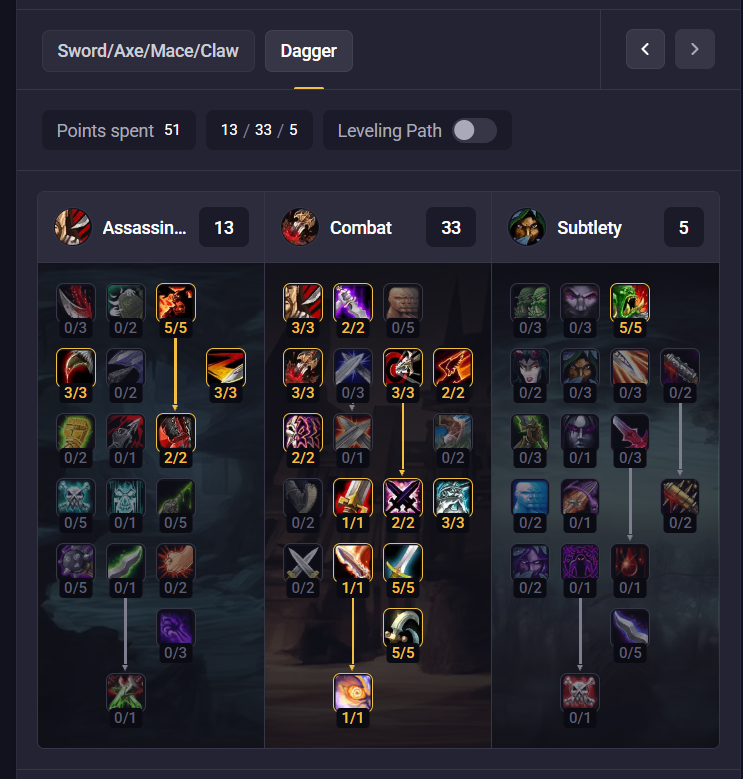 Sword/Axe/Mace/Claw Dagger
Points spent 51 13 / 33 / 5 Leveling Path
Assassin... 13 Combat 33 Subtlety 5
0/3 0/2 5/5 3/3 2/2 0/5 0/3 0/3 5/5
3/3 0/2 3/3 3/3 0/3 3/3 2/2 0/2 0/3 0/3 0/2
0/2 0/1 2/2 2/2 0/1 0/2 0/3 0/1 0/3
0/5 0/1 0/5 0/2 1/1 2/2 3/3 0/2 0/1 0/2
0/5 0/1 0/2 0/2 1/1 5/5 0/2 0/1 0/1
0/3 5/5 0/5
0/1 1/1 0/1